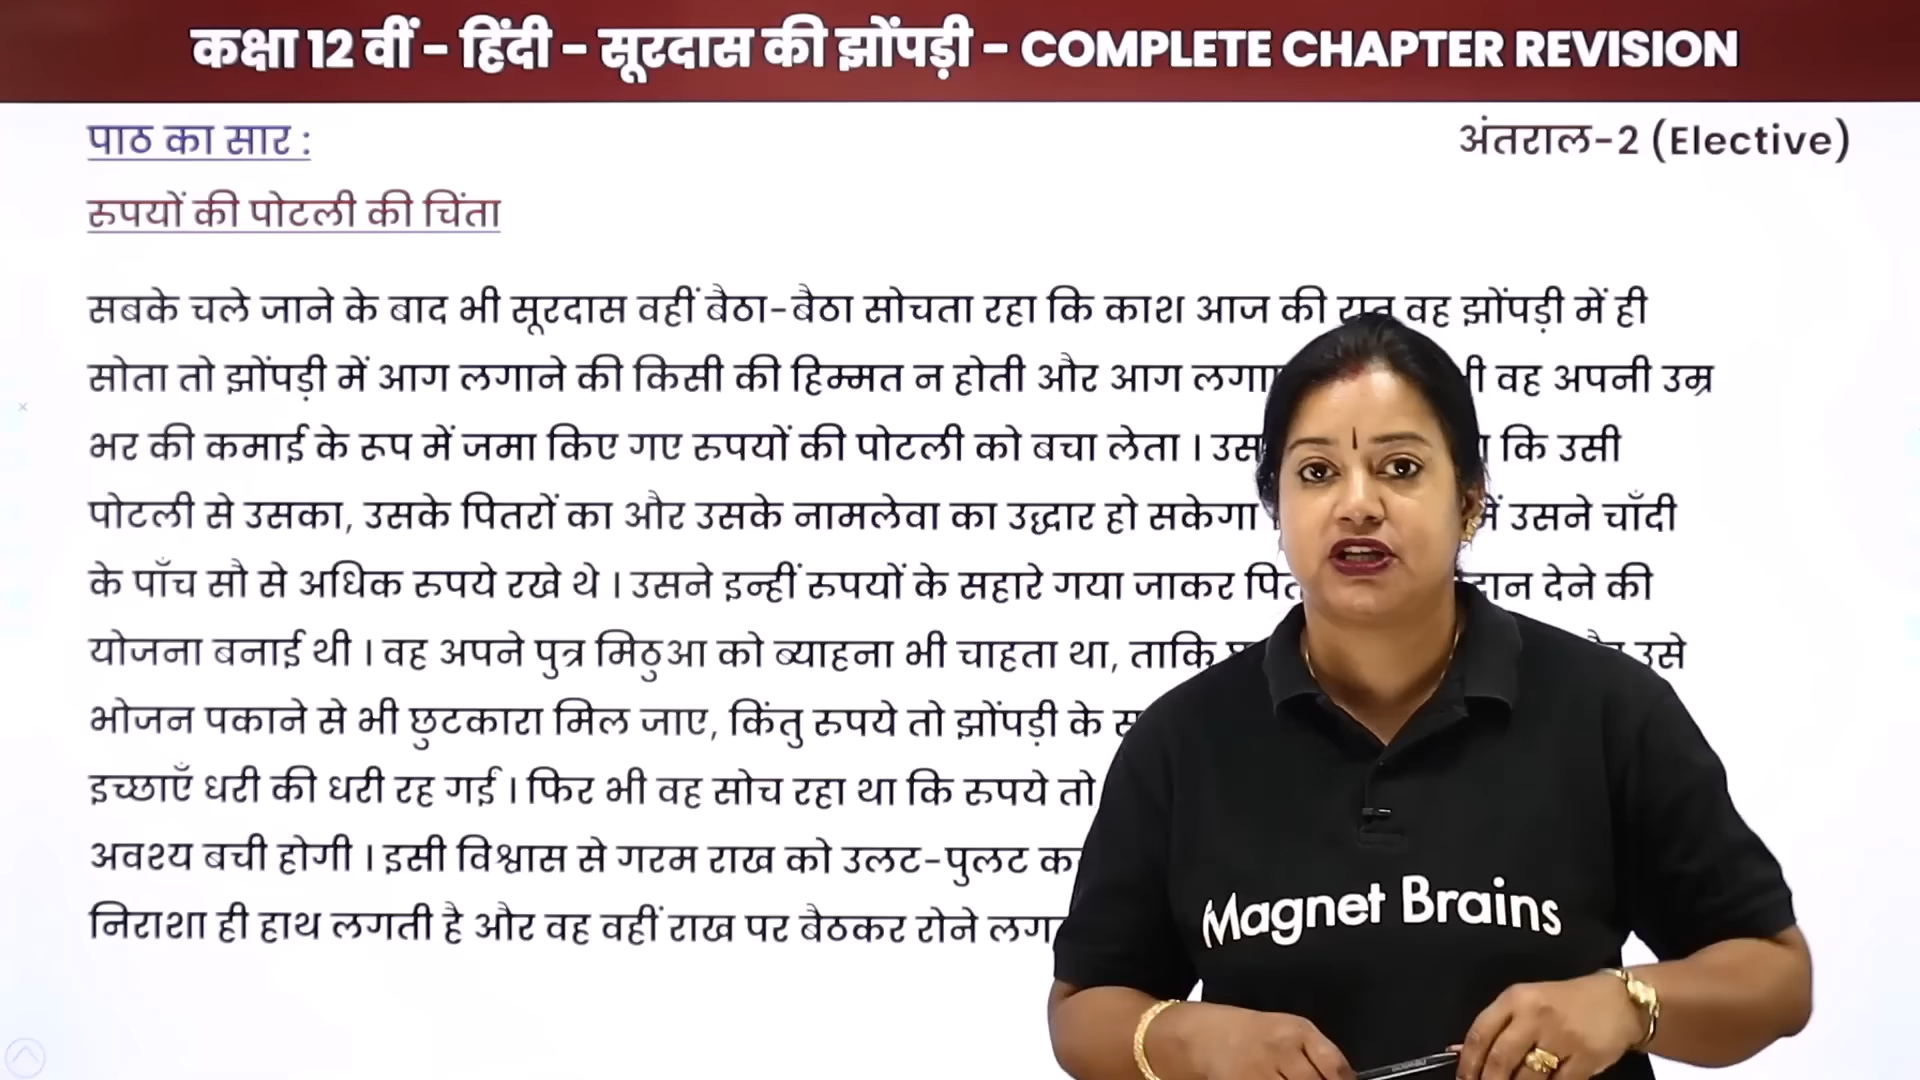 कक्षा 12 वीं - हिंदी - सूरदास की झोंपड़ी - COMPLETE CHAPTER REVISION
पाठ का सार :
अंतराल-2 (Elective)
रुपयों की पोटली की चिंता
सबके चले जाने के बाद भी सूरदास वहीं बैठा-बैठा सोचता रहा कि काश आज की रात वह झोंपड़ी में ही
सोता तो झोंपड़ी में आग लगाने की किसी की हिम्मत न होती और आग वह अपनी उम्र
भर की कमाई के रूप में जमा किए गए रुपयों की पोटली को बचा लेता । कि उसी
पोटली से उसका, उसके पितरों का और उसके नामलेवा का उद्धार हो सकेगा उसने चाँदी
के पाँच सौ से अधिक रुपये रखे थे । उसने इन्हीं रुपयों के सहारे गया जाकर देने की
योजना बनाई थी । वह अपने पुत्र मिठुआ को ब्याहना भी चाहता था, ताकि उसे
भोजन पकाने से भी छुटकारा मिल जाए, किंतु रुपये तो झोंपड़ी के
इच्छाएँ धरी की धरी रह गई । फिर भी वह सोच रहा था कि रुपये तो
अवश्य बची होगी । इसी विश्वास से गरम राख को उलट-पुलट
निराशा ही हाथ लगती है और वह वहीं राख पर बैठकर रोने
Magnet Brains